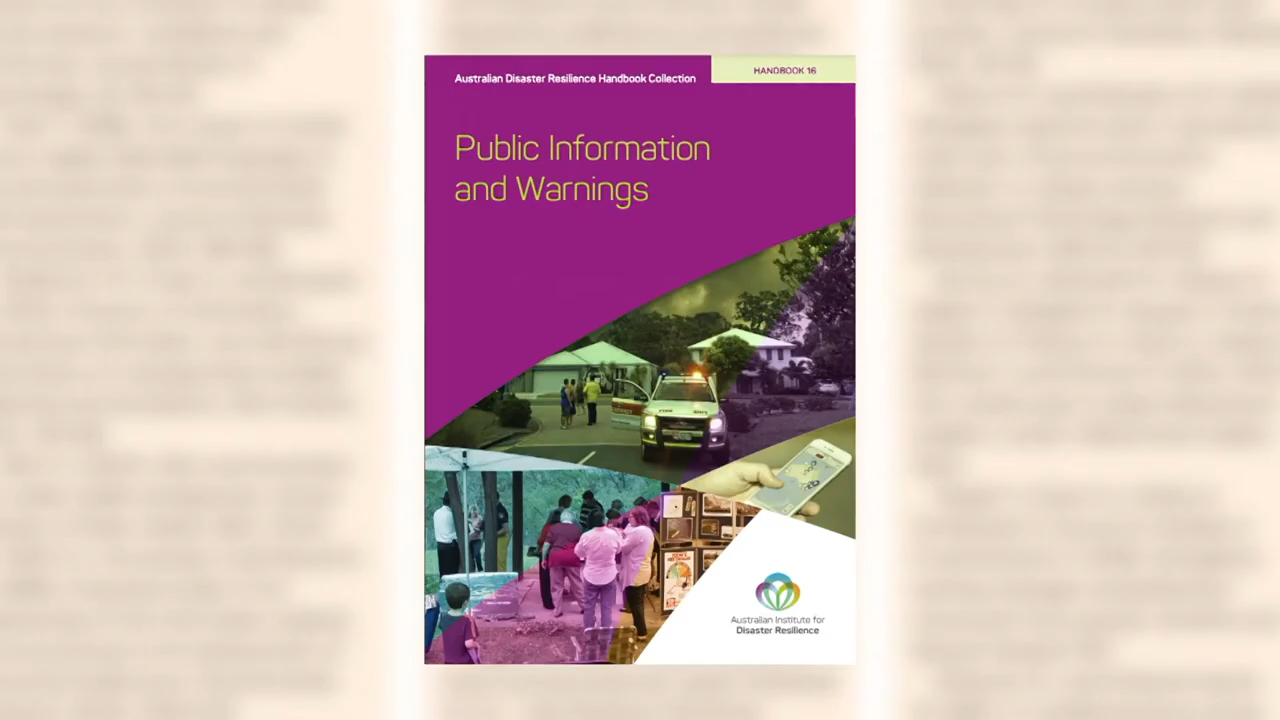 Australian Disaster Resilience Handbook Collection
HANDBOOK 16
Public Information
and Warnings
Australian Institute for
Disaster Resilience